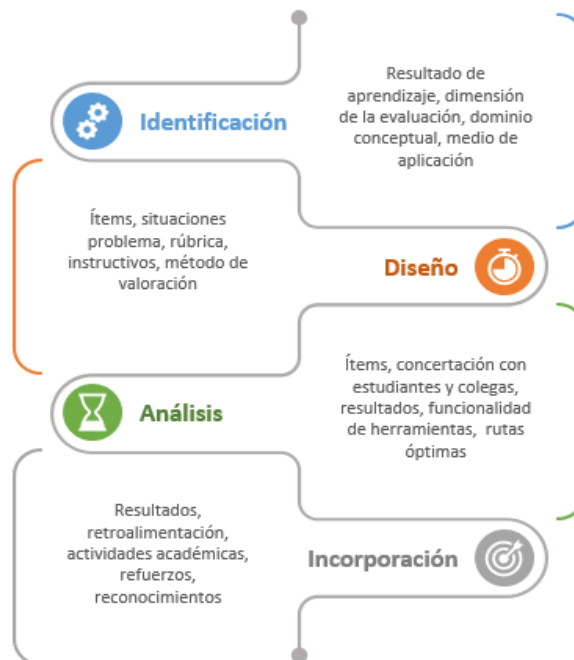 Identificación
Resultado de
aprendizaje, dimensión
de la evaluación, dominio
conceptual, medio de
aplicación
Ítems, situaciones
problema, rúbrica,
instructivos, método de
valoración
Diseño
Análisis
Ítems, concertación con
estudiantes y colegas,
resultados, funcionalidad
de herramientas, rutas
óptimas
Resultados,
retroalimentación,
actividades académicas,
refuerzos,
reconocimientos
Incorporación